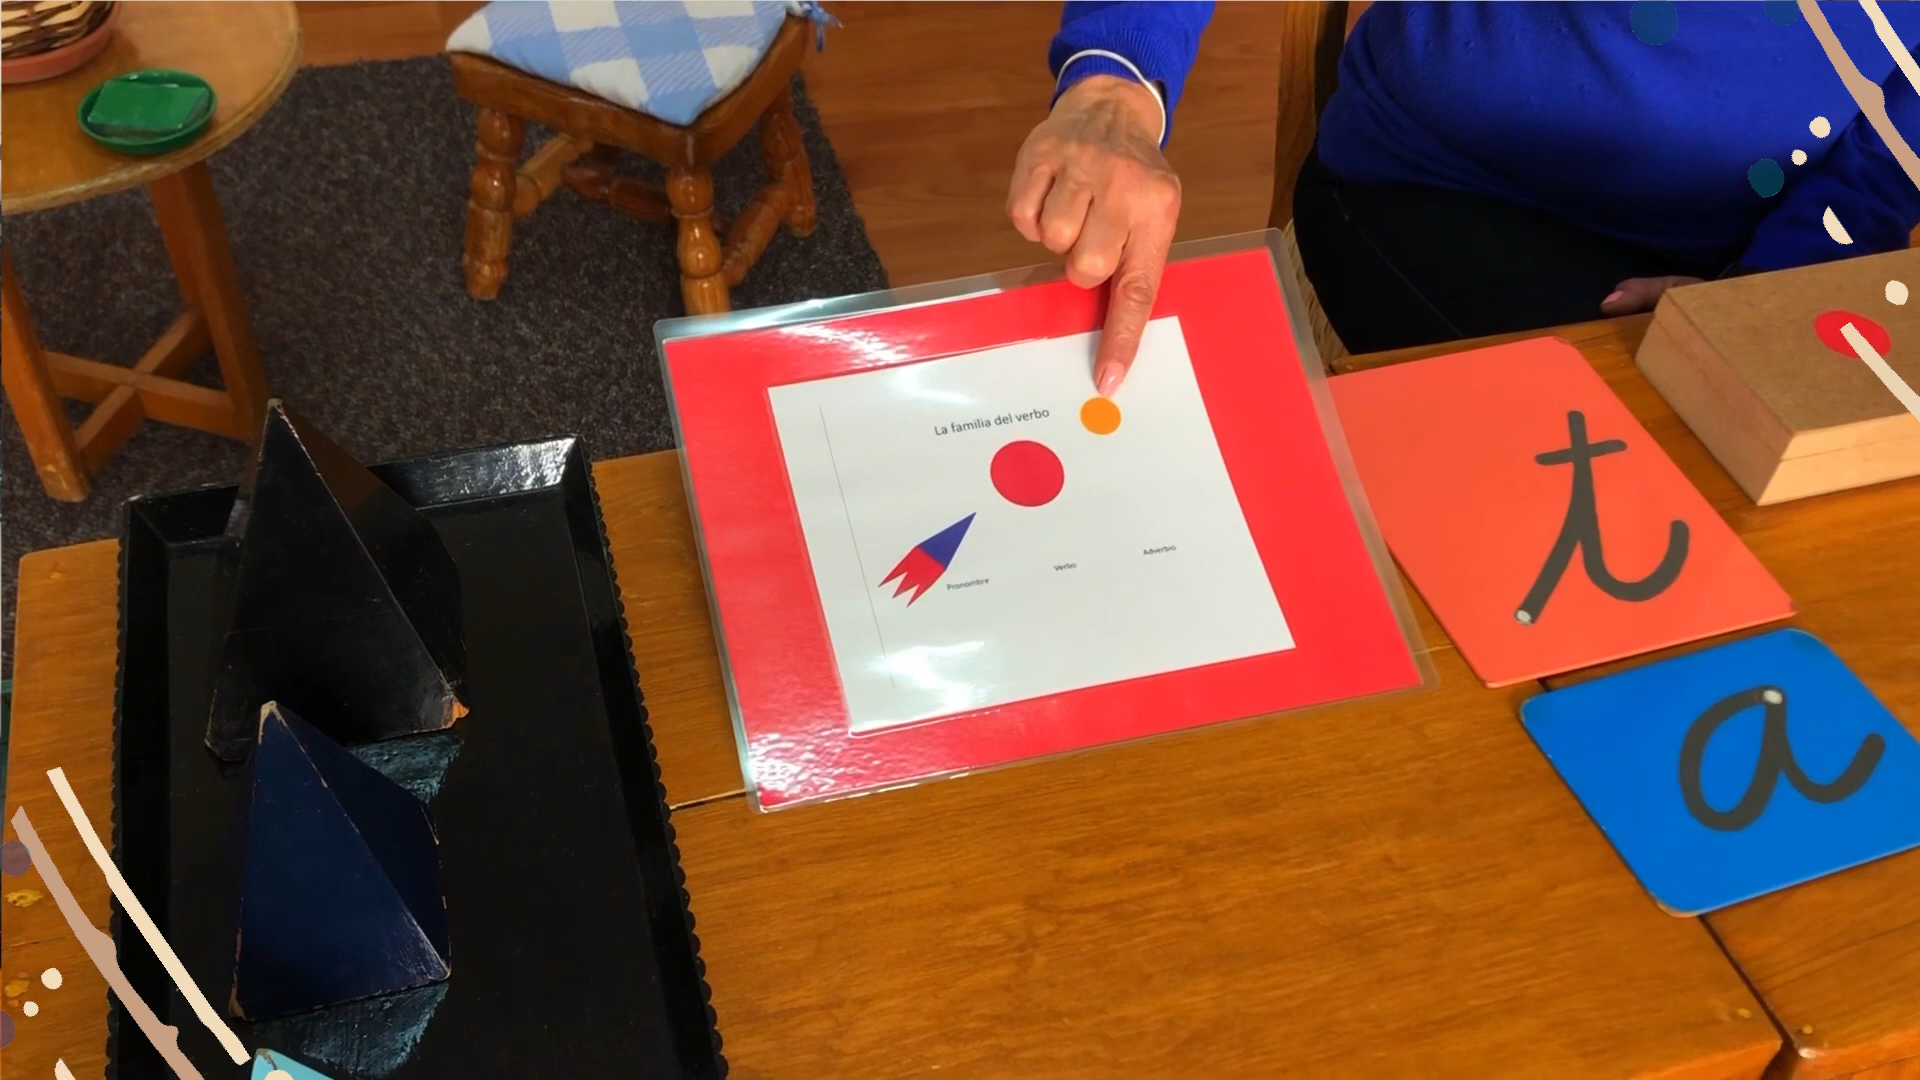 La familia del verbo
Pronombre
Verbo
Adverbio
t
a